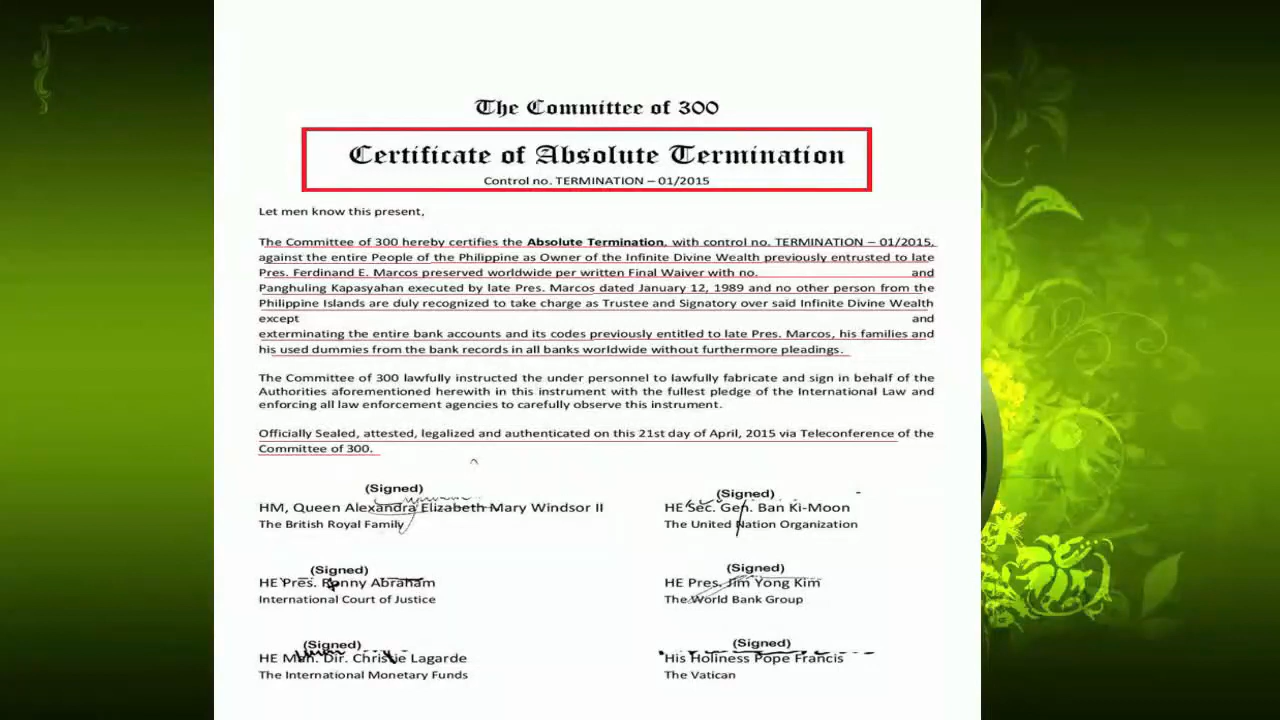 The Committee of 300
Certificate of Absolute Termination
Control no. TERMINATION – 01/2015
Let men know this present,
The Committee of 300 hereby certifies the Absolute Termination, with control no. TERMINATION – 01/2015,
against the entire People of the Philippine as Owner of the Infinite Divine Wealth previously entrusted to late
Pres. Ferdinand E. Marcos preserved worldwide per written Final Waiver with no. and
Panghuling Kapasyahan executed by late Pres. Marcos dated January 12, 1989 and no other person from the
Philippine Islands are duly recognized to take charge as Trustee and Signatory over said Infinite Divine Wealth
except and
exterminating the entire bank accounts and its codes previously entitled to late Pres. Marcos, his families and
his used dummies from the bank records in all banks worldwide without furthermore pleadings.
The Committee of 300 lawfully instructed the under personnel to lawfully fabricate and sign in behalf of the
Authorities aforementioned herewith in this instrument with the fullest pledge of the International Law and
enforcing all law enforcement agencies to carefully observe this instrument.
Officially Sealed, attested, legalized and authenticated on this 21st day of April, 2015 via Teleconference of the
Committee of 300.
(Signed)
HM, Queen Alexandra Elizabeth Mary Windsor II
The British Royal Family
(Signed)
HE Sec. Gen. Ban Ki-Moon
The United Nation Organization
(Signed)
HE Pres. Ronny Abraham
International Court of Justice
(Signed)
HE Pres. Jim Yong Kim
The World Bank Group
(Signed)
HE Man. Dir. Christie Lagarde
The International Monetary Funds
(Signed)
His Holiness Pope Francis
The Vatican